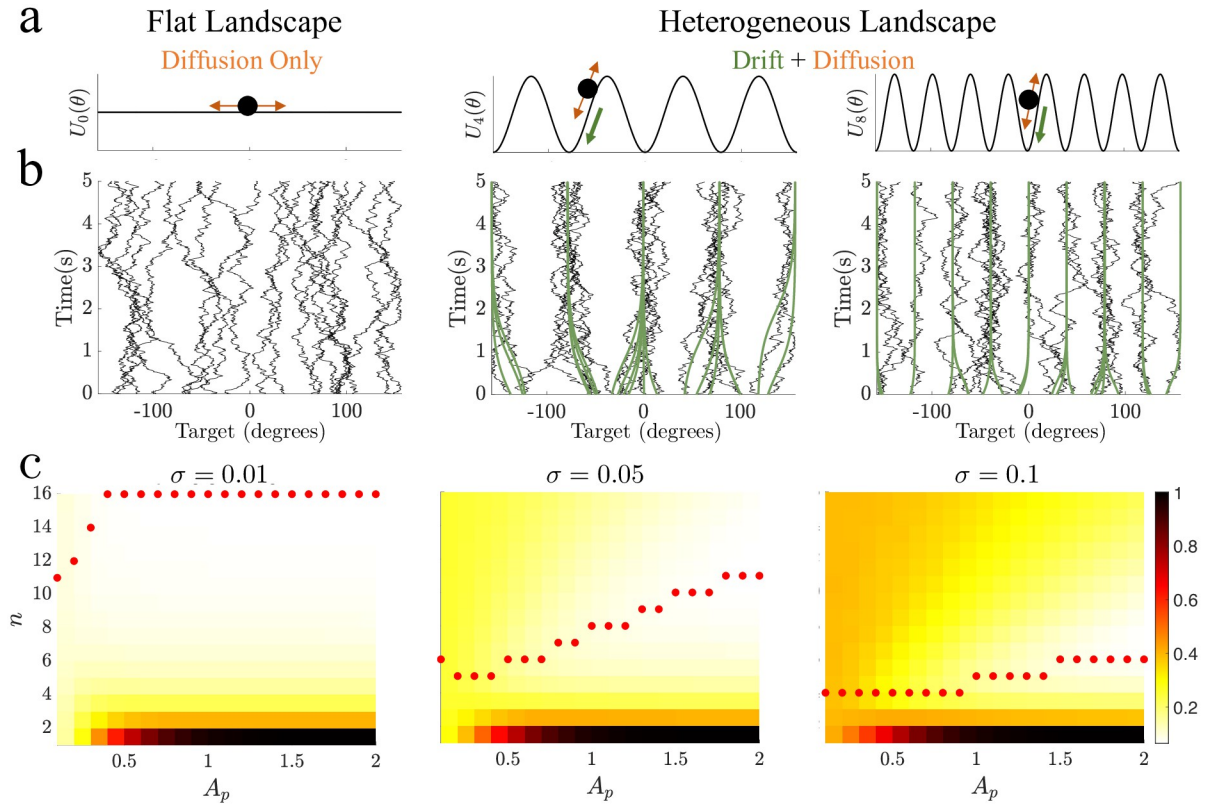 a
Flat Landscape
Heterogeneous Landscape
Diffusion Only
Drift + Diffusion
U₀(θ)
U₄(θ)
U₈(θ)
0
0
0
b
5
4
3
2
1
0
Time(s)
-100 0 100
Target (degrees)
5
4
3
2
1
0
Time(s)
-100 0 100
Target (degrees)
5
4
3
2
1
0
Time(s)
-100 0 100
Target (degrees)
c
σ = 0.01
σ = 0.05
σ = 0.1
16
14
12
10
8
6
4
2
n
0.5 1 1.5 2
Aₚ
0.5 1 1.5 2
Aₚ
0.5 1 1.5 2
Aₚ
1
0.8
0.6
0.4
0.2